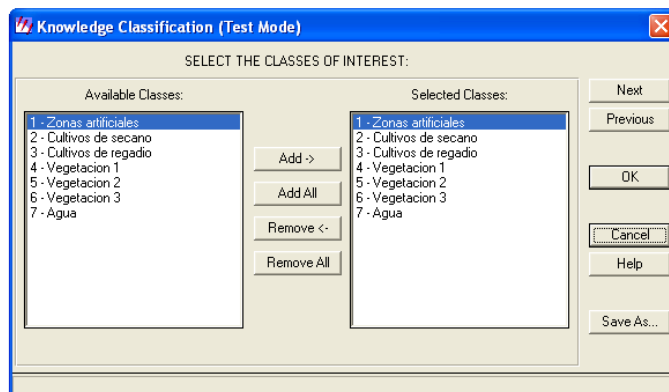 Knowledge Classification (Test Mode)
SELECT THE CLASSES OF INTEREST:
Available Classes:
1 - Zonas artificiales
2 - Cultivos de secano
3 - Cultivos de regadio
4 - Vegetacion 1
5 - Vegetacion 2
6 - Vegetacion 3
7 - Agua
Add ->
Add All
Remove <-
Remove All
Selected Classes:
1 - Zonas artificiales
2 - Cultivos de secano
3 - Cultivos de regadio
4 - Vegetacion 1
5 - Vegetacion 2
6 - Vegetacion 3
7 - Agua
Next
Previous
OK
Cancel
Help
Save As...